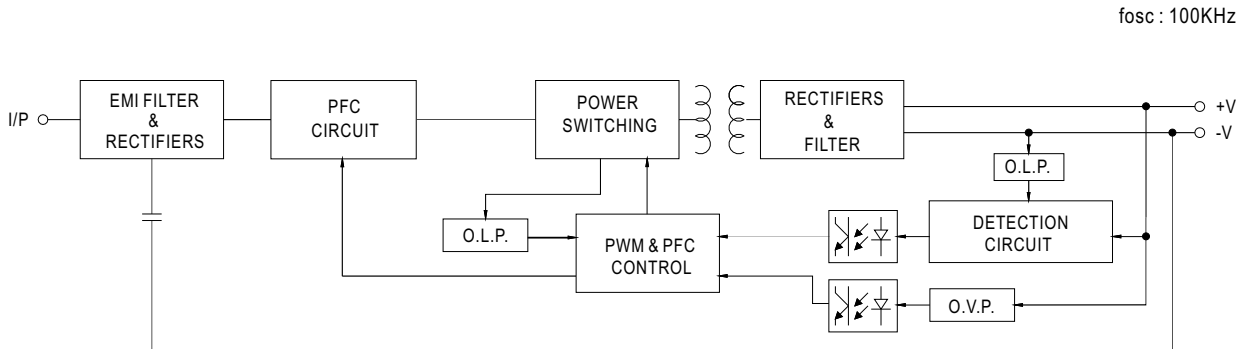 fosc : 100KHz
I/P
EMI FILTER
&
RECTIFIERS
PFC
CIRCUIT
POWER
SWITCHING
RECTIFIERS
&
FILTER
+V
-V
O.L.P.
O.L.P.
PWM & PFC
CONTROL
DETECTION
CIRCUIT
O.V.P.